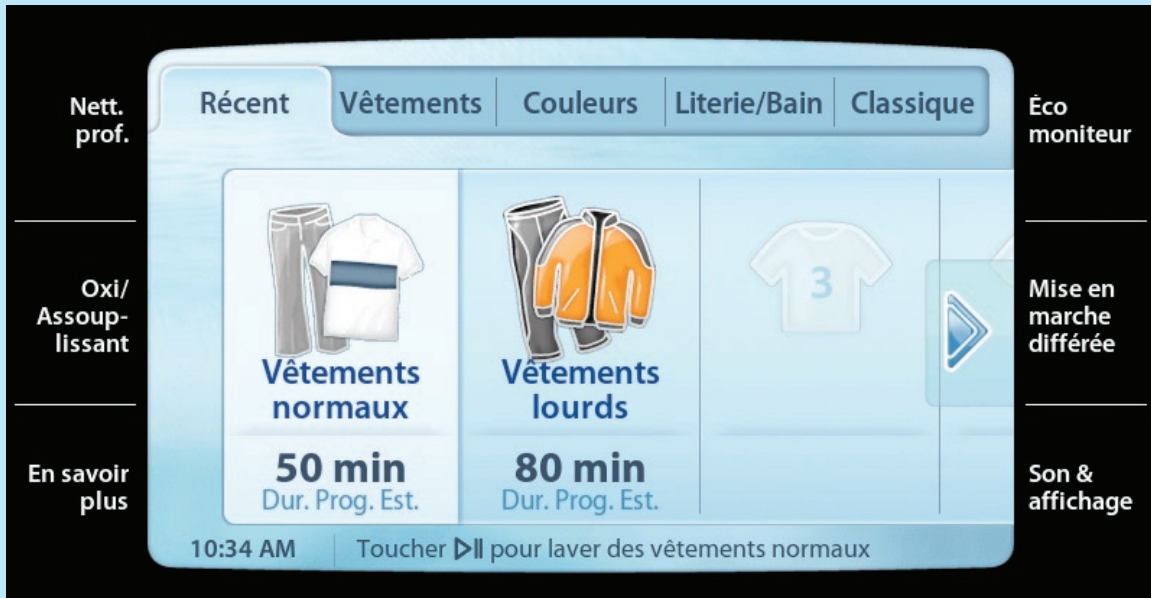 Nett.
prof.
Oxi/
Assoup-
lissant
En savoir
plus
Récent
Vêtements
Couleurs
Literie/Bain
Classique
Vêtements
normaux
50 min
Dur. Prog. Est.
Vêtements
lourds
80 min
Dur. Prog. Est.
3
10:34 AM
Toucher ▷|| pour laver des vêtements normaux
Éco
moniteur
Mise en
marche
différée
Son &
affichage